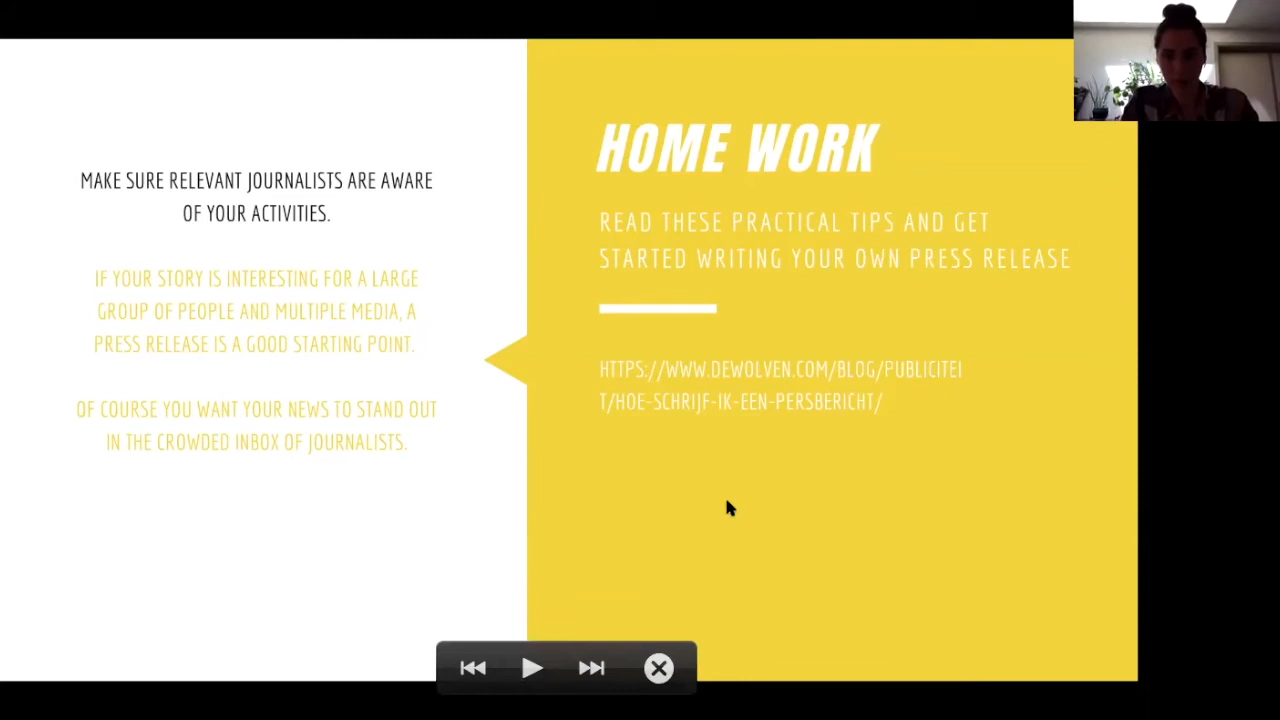 MAKE SURE RELEVANT JOURNALISTS ARE AWARE
OF YOUR ACTIVITIES.
IF YOUR STORY IS INTERESTING FOR A LARGE
GROUP OF PEOPLE AND MULTIPLE MEDIA, A
PRESS RELEASE IS A GOOD STARTING POINT.
OF COURSE YOU WANT YOUR NEWS TO STAND OUT
IN THE CROWDED INBOX OF JOURNALISTS.
HOME WORK
READ THESE PRACTICAL TIPS AND GET
STARTED WRITING YOUR OWN PRESS RELEASE
HTTPS://WWW.DEWOLVEN.COM/BLOG/PUBLICITEI
T/HOE-SCHRIJF-IK-EEN-PERSBERICHT/